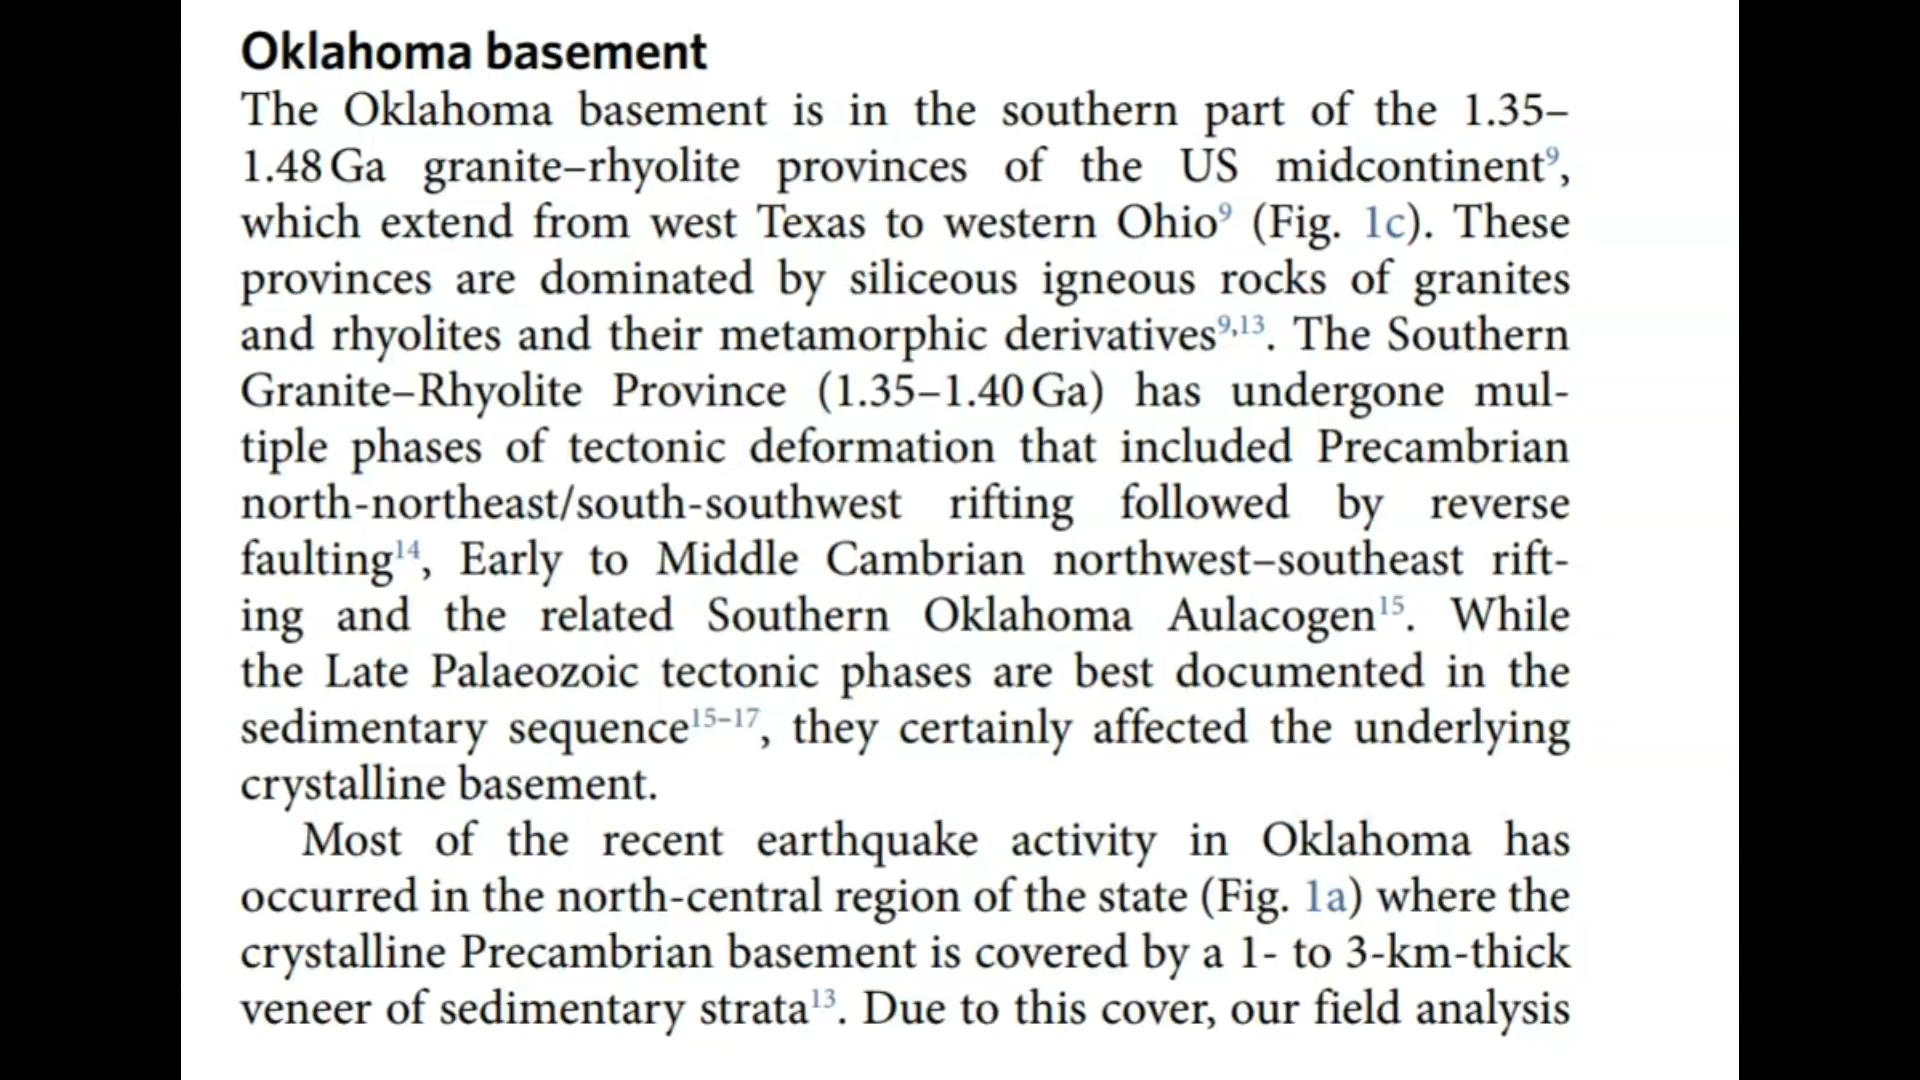 Oklahoma basement
The Oklahoma basement is in the southern part of the 1.35–
1.48 Ga granite–rhyolite provinces of the US midcontinent9,
which extend from west Texas to western Ohio9 (Fig. 1c). These
provinces are dominated by siliceous igneous rocks of granites
and rhyolites and their metamorphic derivatives9,13. The Southern
Granite–Rhyolite Province (1.35–1.40 Ga) has undergone mul-
tiple phases of tectonic deformation that included Precambrian
north-northeast/south-southwest rifting followed by reverse
faulting14, Early to Middle Cambrian northwest–southeast rift-
ing and the related Southern Oklahoma Aulacogen15. While
the Late Palaeozoic tectonic phases are best documented in the
sedimentary sequence15–17, they certainly affected the underlying
crystalline basement.
Most of the recent earthquake activity in Oklahoma has
occurred in the north-central region of the state (Fig. 1a) where the
crystalline Precambrian basement is covered by a 1- to 3-km-thick
veneer of sedimentary strata13. Due to this cover, our field analysis